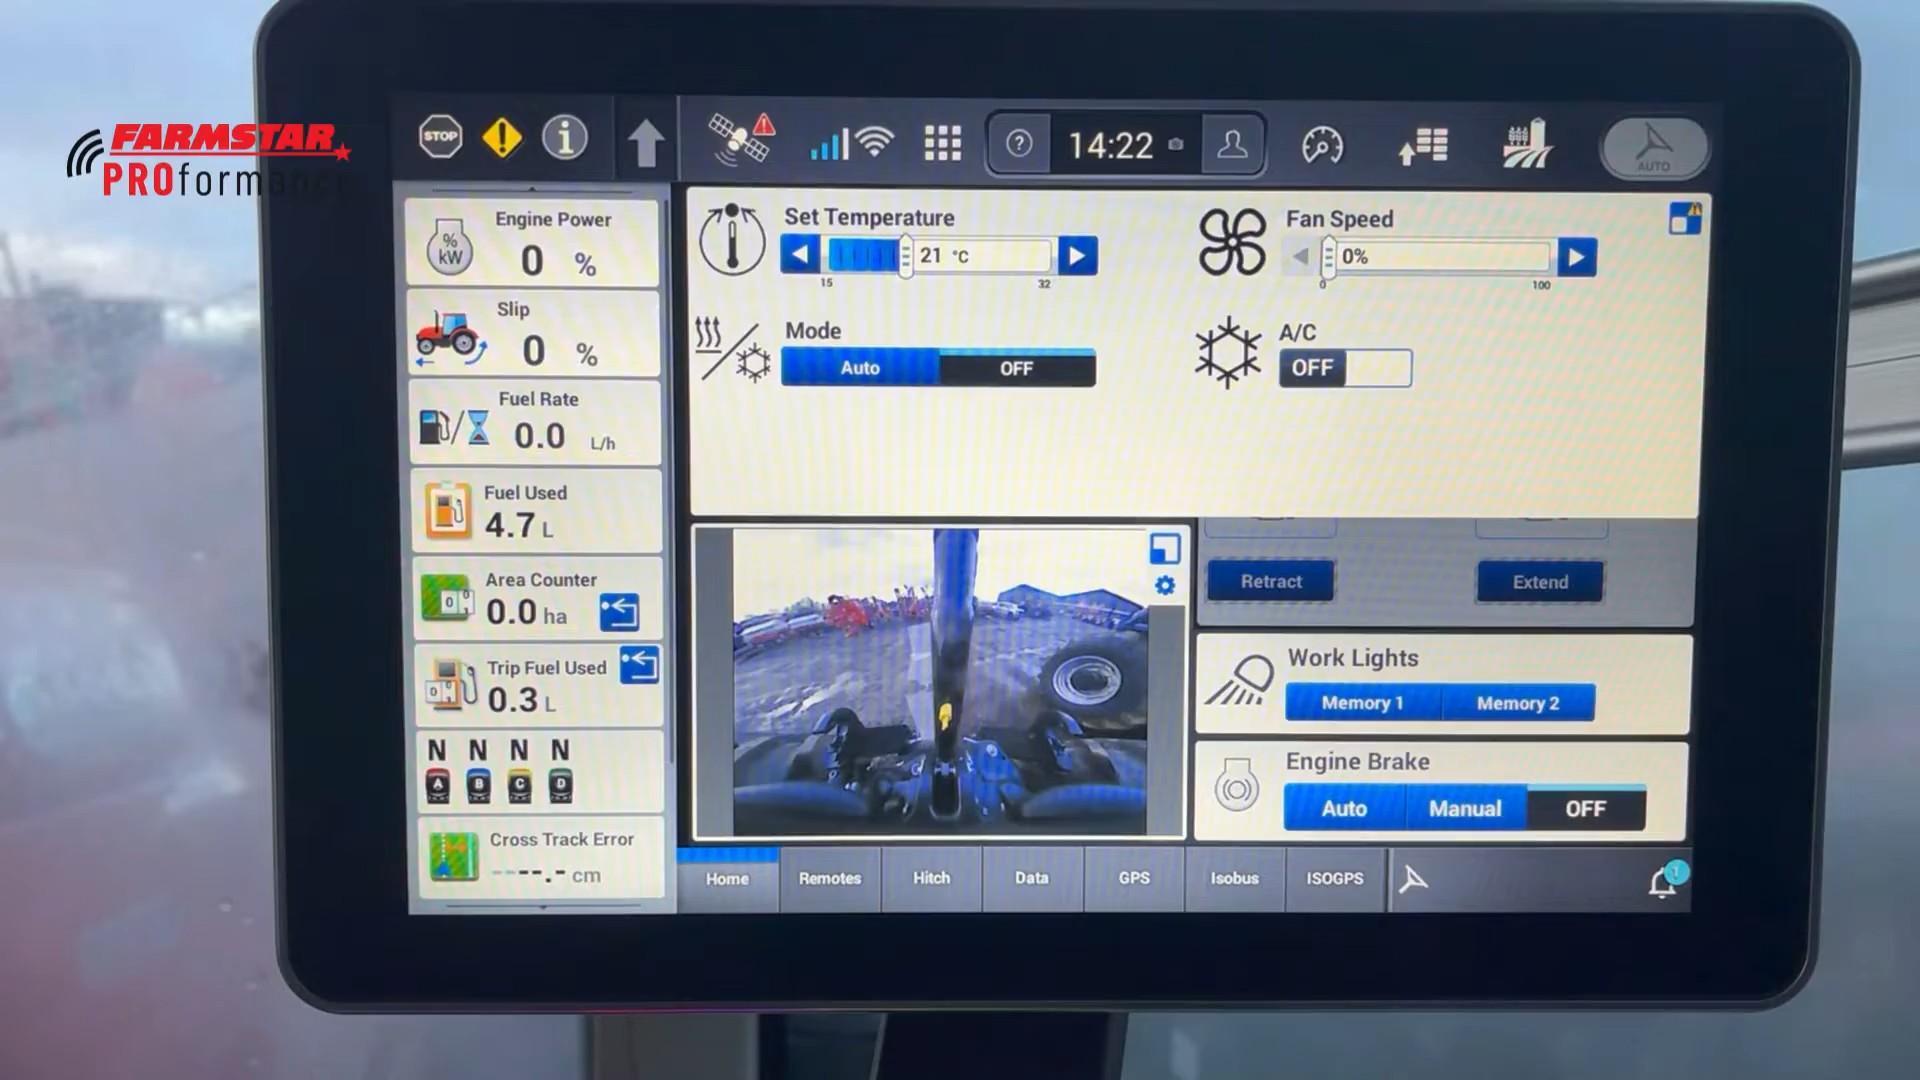 FARMSTAR
PROformance
STOP
14:22
AUTO
Engine Power
% kW
0 %
Slip
0 %
Fuel Rate
0.0 L/h
Fuel Used
4.7 L
Area Counter
0.0 ha
Trip Fuel Used
0.3 L
N N N N
A B C D
Cross Track Error
----.- cm
Set Temperature
21 °C
15 32
Mode
Auto OFF
Fan Speed
0%
0 100
A/C
OFF
Retract Extend
Work Lights
Memory 1 Memory 2
Engine Brake
Auto Manual OFF
Home Remotes Hitch Data GPS Isobus ISOGPS
1